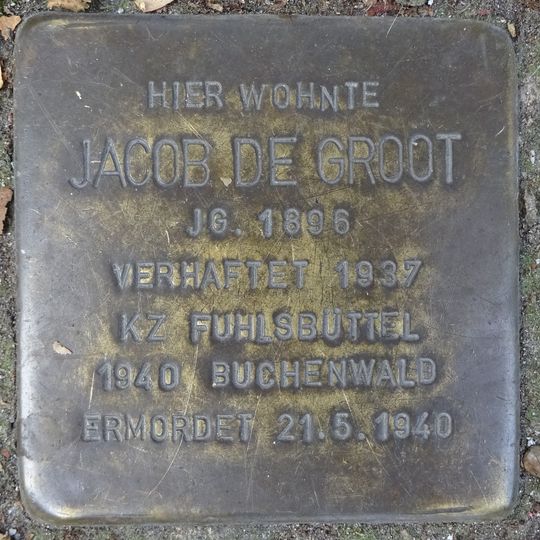 HIER WOHNTE
JACOB DE GROOT
JG. 1896
VERHAFTET 1937
KZ FUHLSBÜTTEL
1940 BUCHENWALD
ERMORDET 21.5.1940